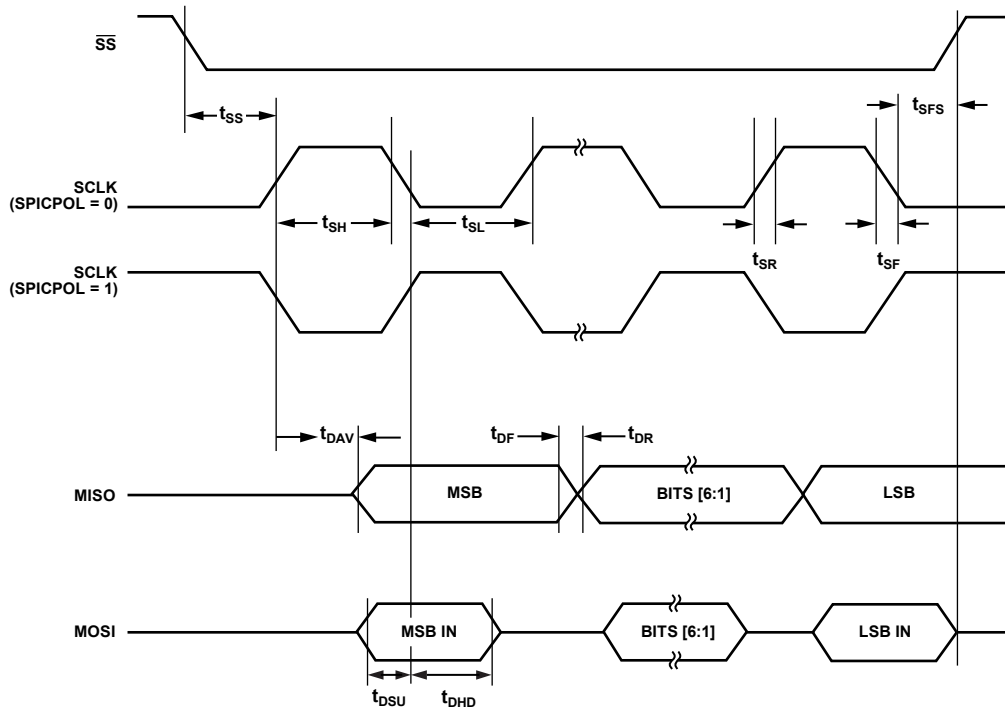 SS
tSS
tSFS
SCLK
(SPICPOL = 0)
tSH
tSL
tSR
tSF
SCLK
(SPICPOL = 1)
tDAV
tDF
tDR
MISO
MSB
BITS [6:1]
LSB
MOSI
MSB IN
BITS [6:1]
LSB IN
tDSU
tDHD